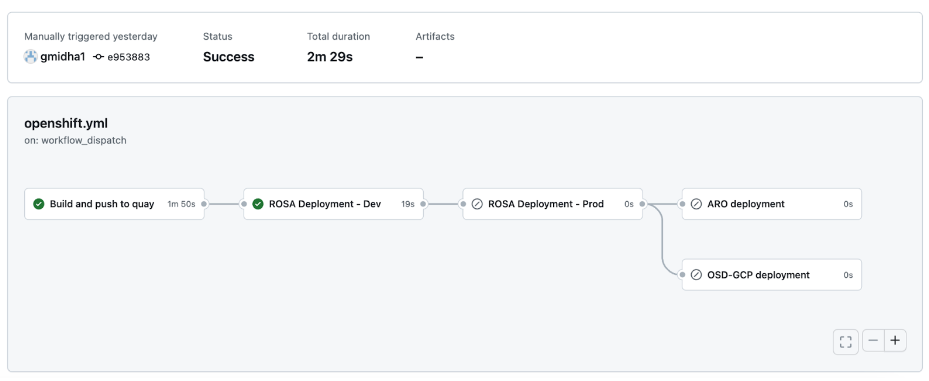 Manually triggered yesterday
gmidha1 e953883
Status
Success
Total duration
2m 29s
Artifacts
–
openshift.yml
on: workflow_dispatch
Build and push to quay 1m 50s
ROSA Deployment - Dev 19s
ROSA Deployment - Prod 0s
ARO deployment 0s
OSD-GCP deployment 0s